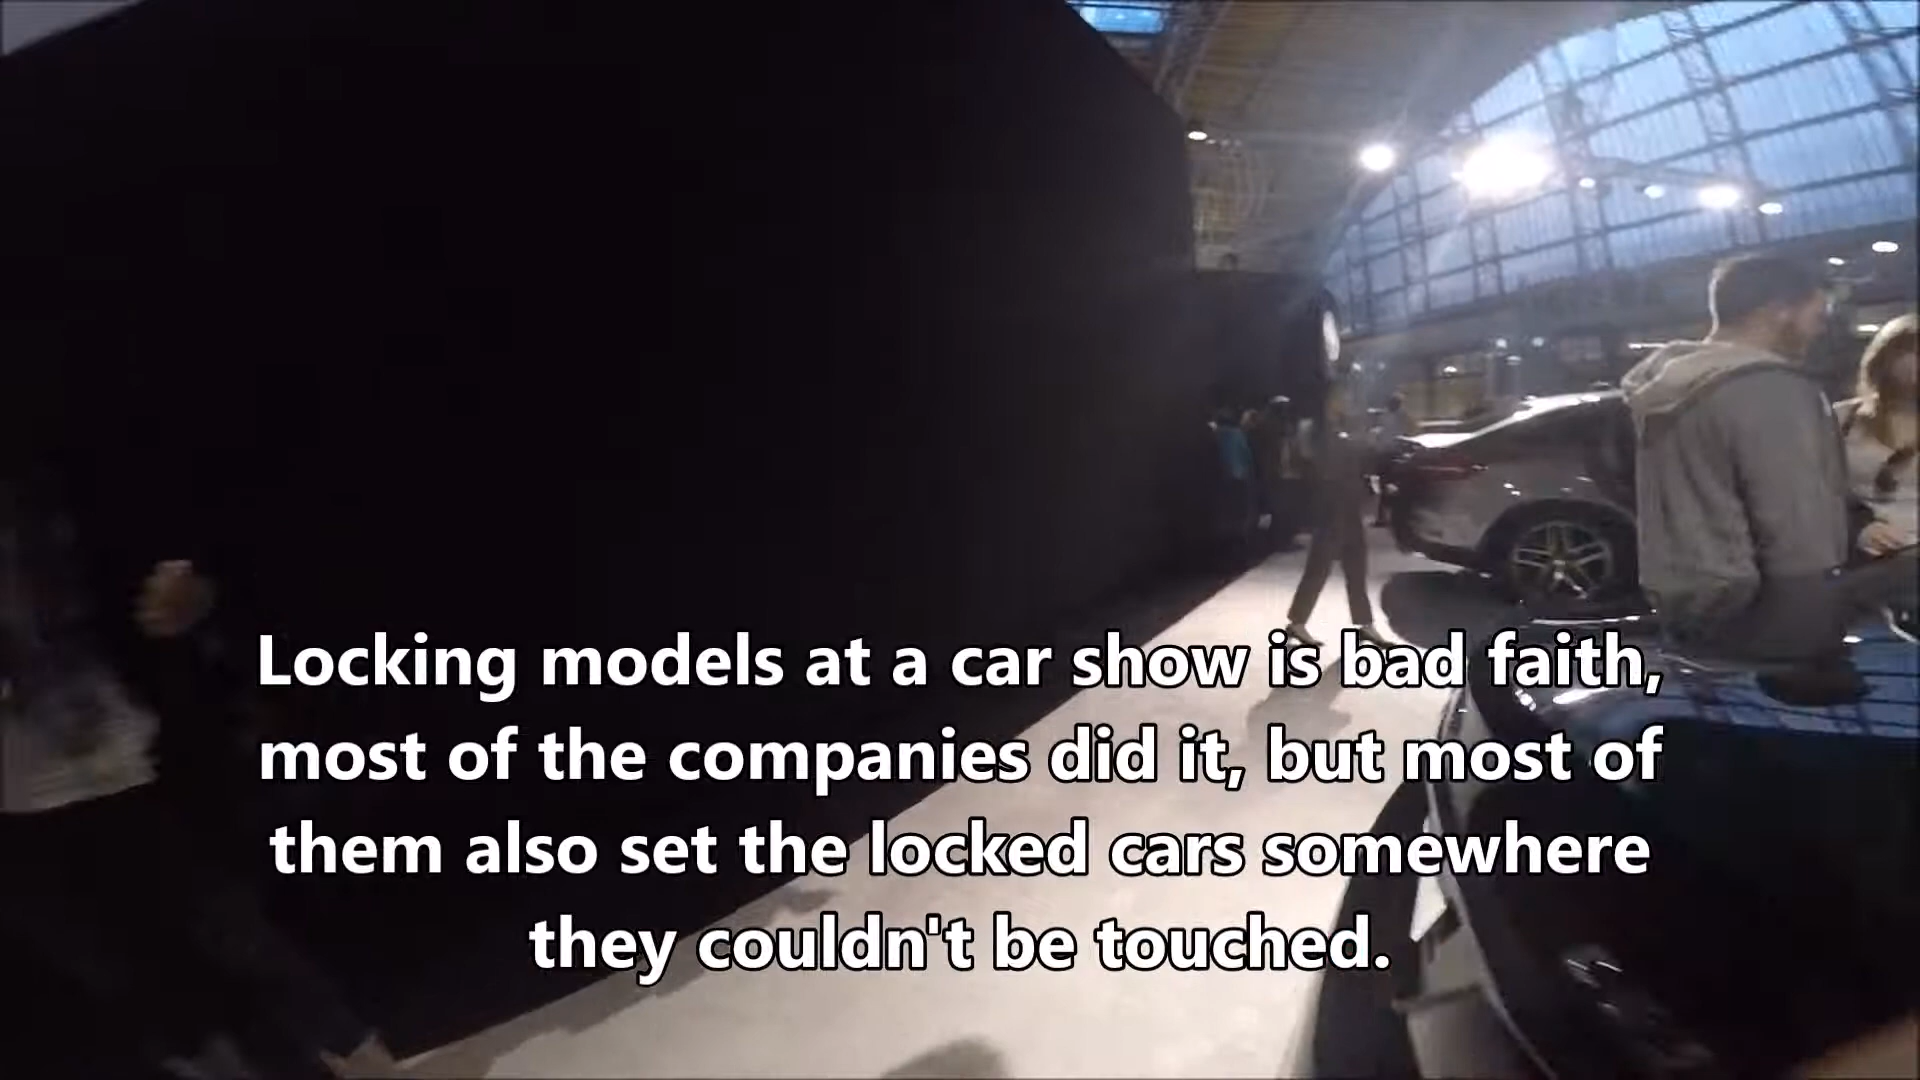 Locking models at a car show is bad faith,
most of the companies did it, but most of
them also set the locked cars somewhere
they couldn't be touched.